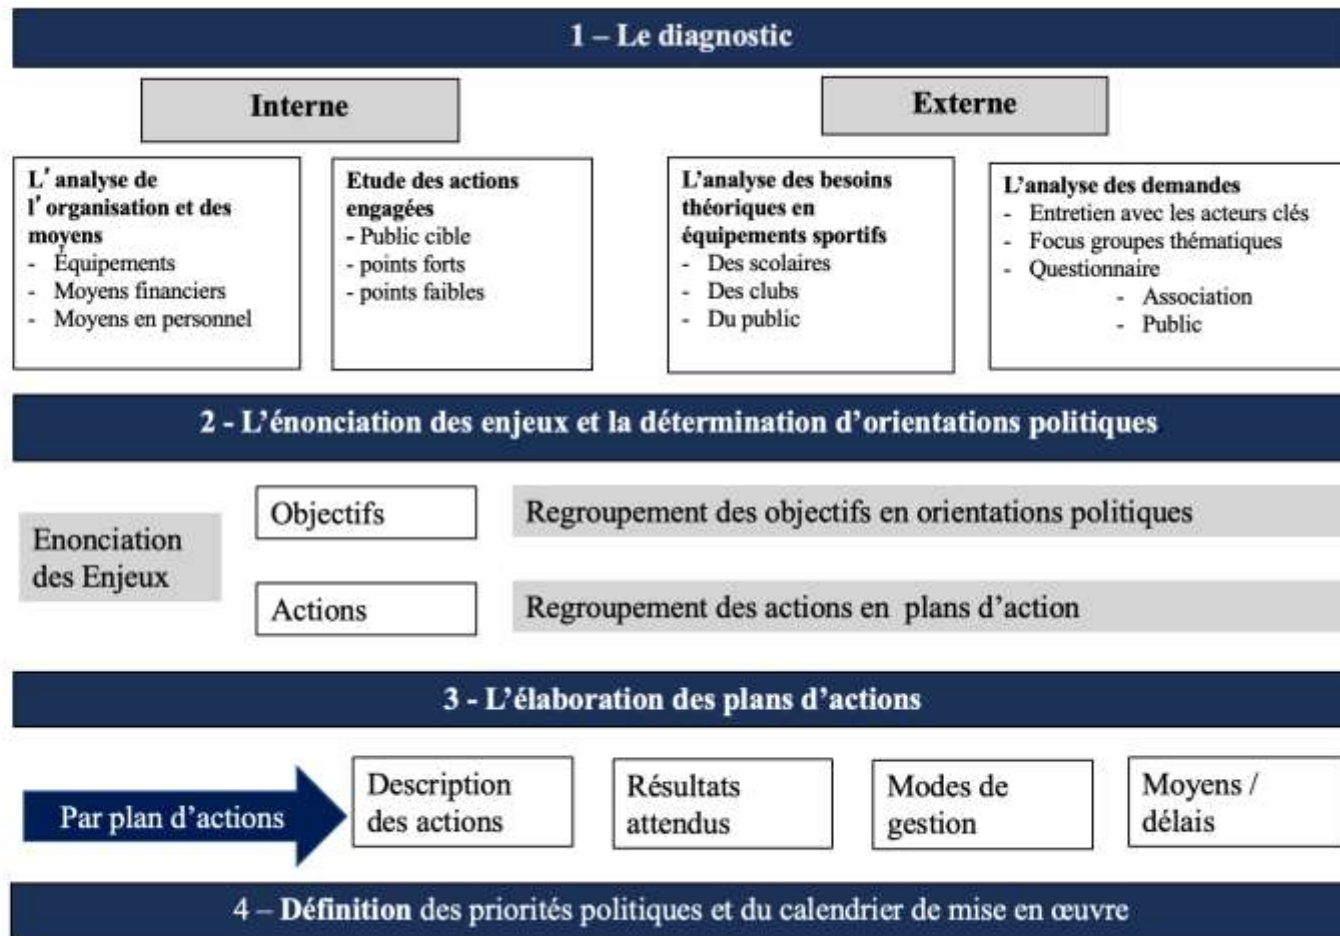 1 – Le diagnostic
Interne
Externe
L'analyse de
l'organisation et des
moyens
- Équipements
- Moyens financiers
- Moyens en personnel
Etude des actions
engagées
- Public cible
- points forts
- points faibles
L'analyse des besoins
théoriques en
équipements sportif
- Des scolaires
- Des clubs
- Du public
L'analyse des demandes
- Entretien avec les acteurs clés
- Focus groupes thématiques
- Questionnaire
- Association
- Public
2 - L'énonciation des enjeux et la détermination d'orientations politiques
Enonciation
des Enjeux
Objectifs
Regroupement des objectifs en orientations politiques
Actions
Regroupement des actions en plans d'action
3 - L'élaboration des plans d'actions
Par plan d'actions
Description
des actions
Résultats
attendus
Modes de
gestion
Moyens /
délais
4 – Définition des priorités politiques et du calendrier de mise en œuvre